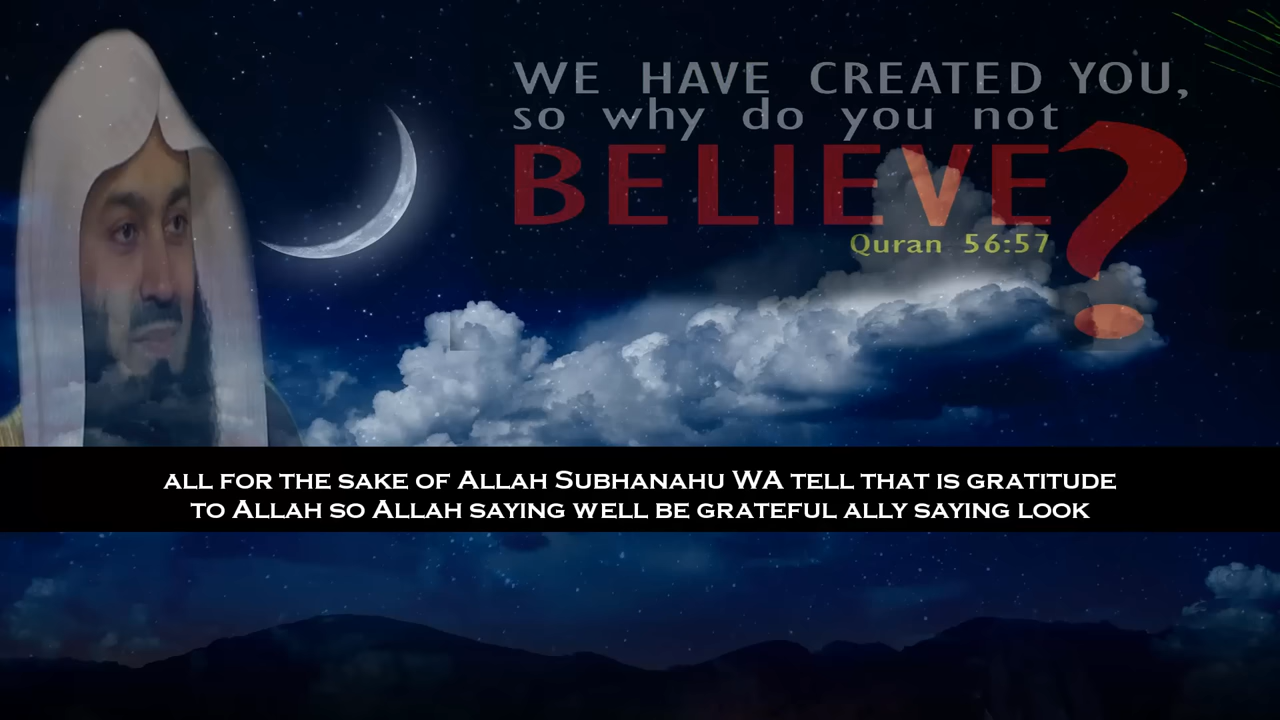 WE HAVE CREATED YOU,
so why do you not
BELIEVE?
Quran 56:57
ALL FOR THE SAKE OF ALLAH SUBHANAHU WA TELL THAT IS GRATITUDE
TO ALLAH SO ALLAH SAYING WELL BE GRATEFUL ALLY SAYING LOOK